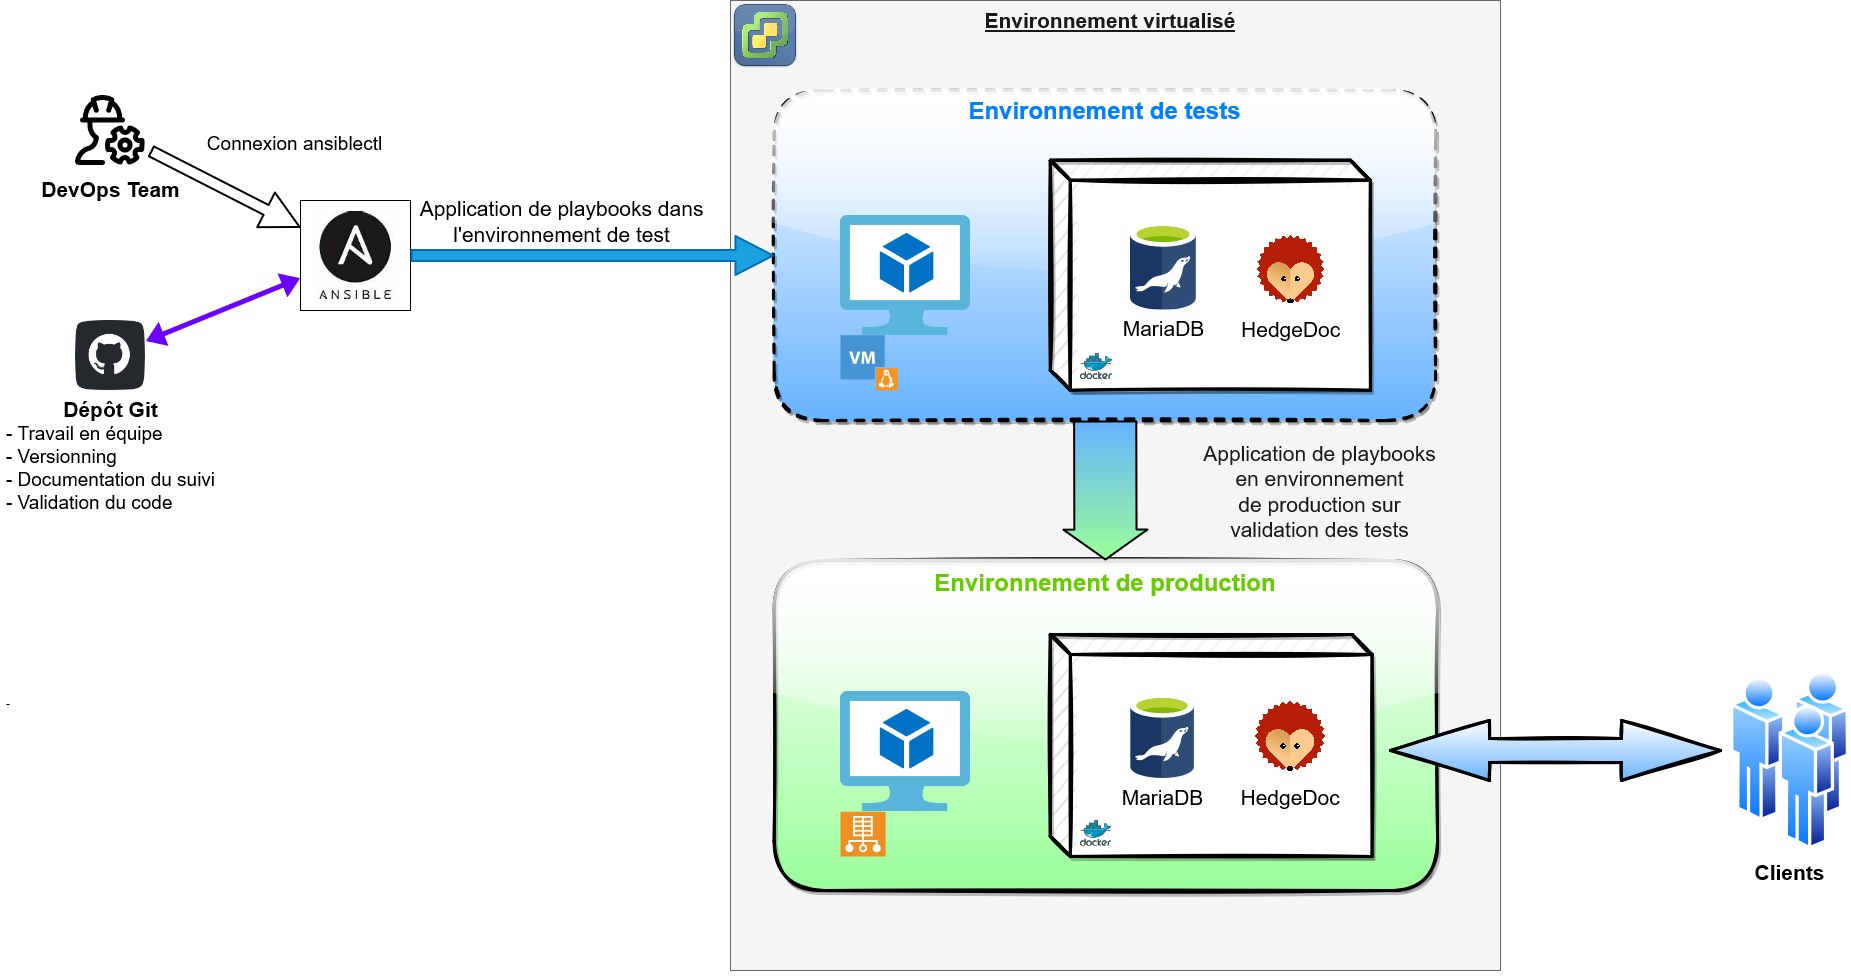 Environnement virtualisé
Environnement de tests
Connexion ansiblectl
DevOps Team
Application de playbooks dans
l'environnement de test
ANSIBLE
MariaDB
HedgeDoc
VM
docker
Dépôt Git
- Travail en équipe
- Versionning
- Documentation du suivi
- Validation du code
Application de playbooks
en environnement
de production sur
validation des tests
Environnement de production
-
MariaDB
HedgeDoc
docker
Clients